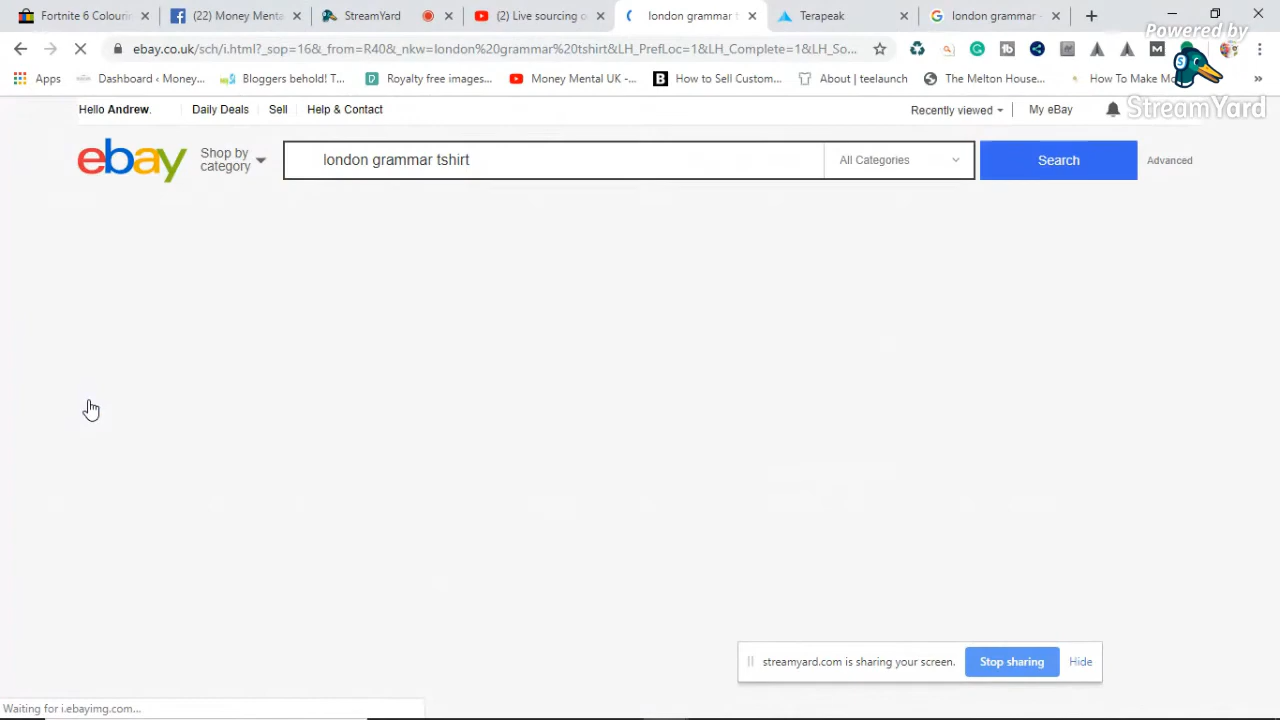 Fortnite 6 Colouri
(22) Money Menta
StreamYard
(2) Live sourcing o
london grammar t
Terapeak
london grammar -
ebay.co.uk/sch/i.html?_sop=16&_from=R40&_nkw=london%20grammar%20tshirt&LH_PrefLoc=1&LH_Complete=1&LH_So...
Apps
Dashboard ‹ Money...
Bloggers behold! T...
Royalty free images...
Money Mental UK -...
How to Sell Custom...
About | teelaunch
The Melton House...
How To Make Mo
»
Powered by
StreamYard
Hello Andrew.
Daily Deals
Sell
Help & Contact
Recently viewed
My eBay
ebay
Shop by
category
london grammar tshirt
All Categories
Search
Advanced
streamyard.com is sharing your screen.
Stop sharing
Hide
Waiting for i.ebayimg.com...